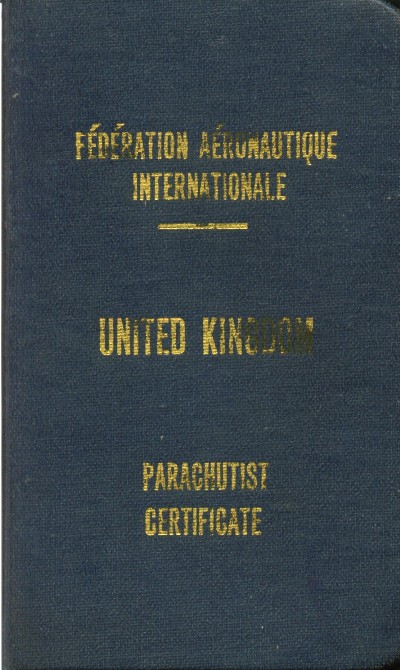 FÉDÉRATION AÉRONAUTIQUE
INTERNATIONALE
UNITED KINGDOM
PARACHUTIST
CERTIFICATE